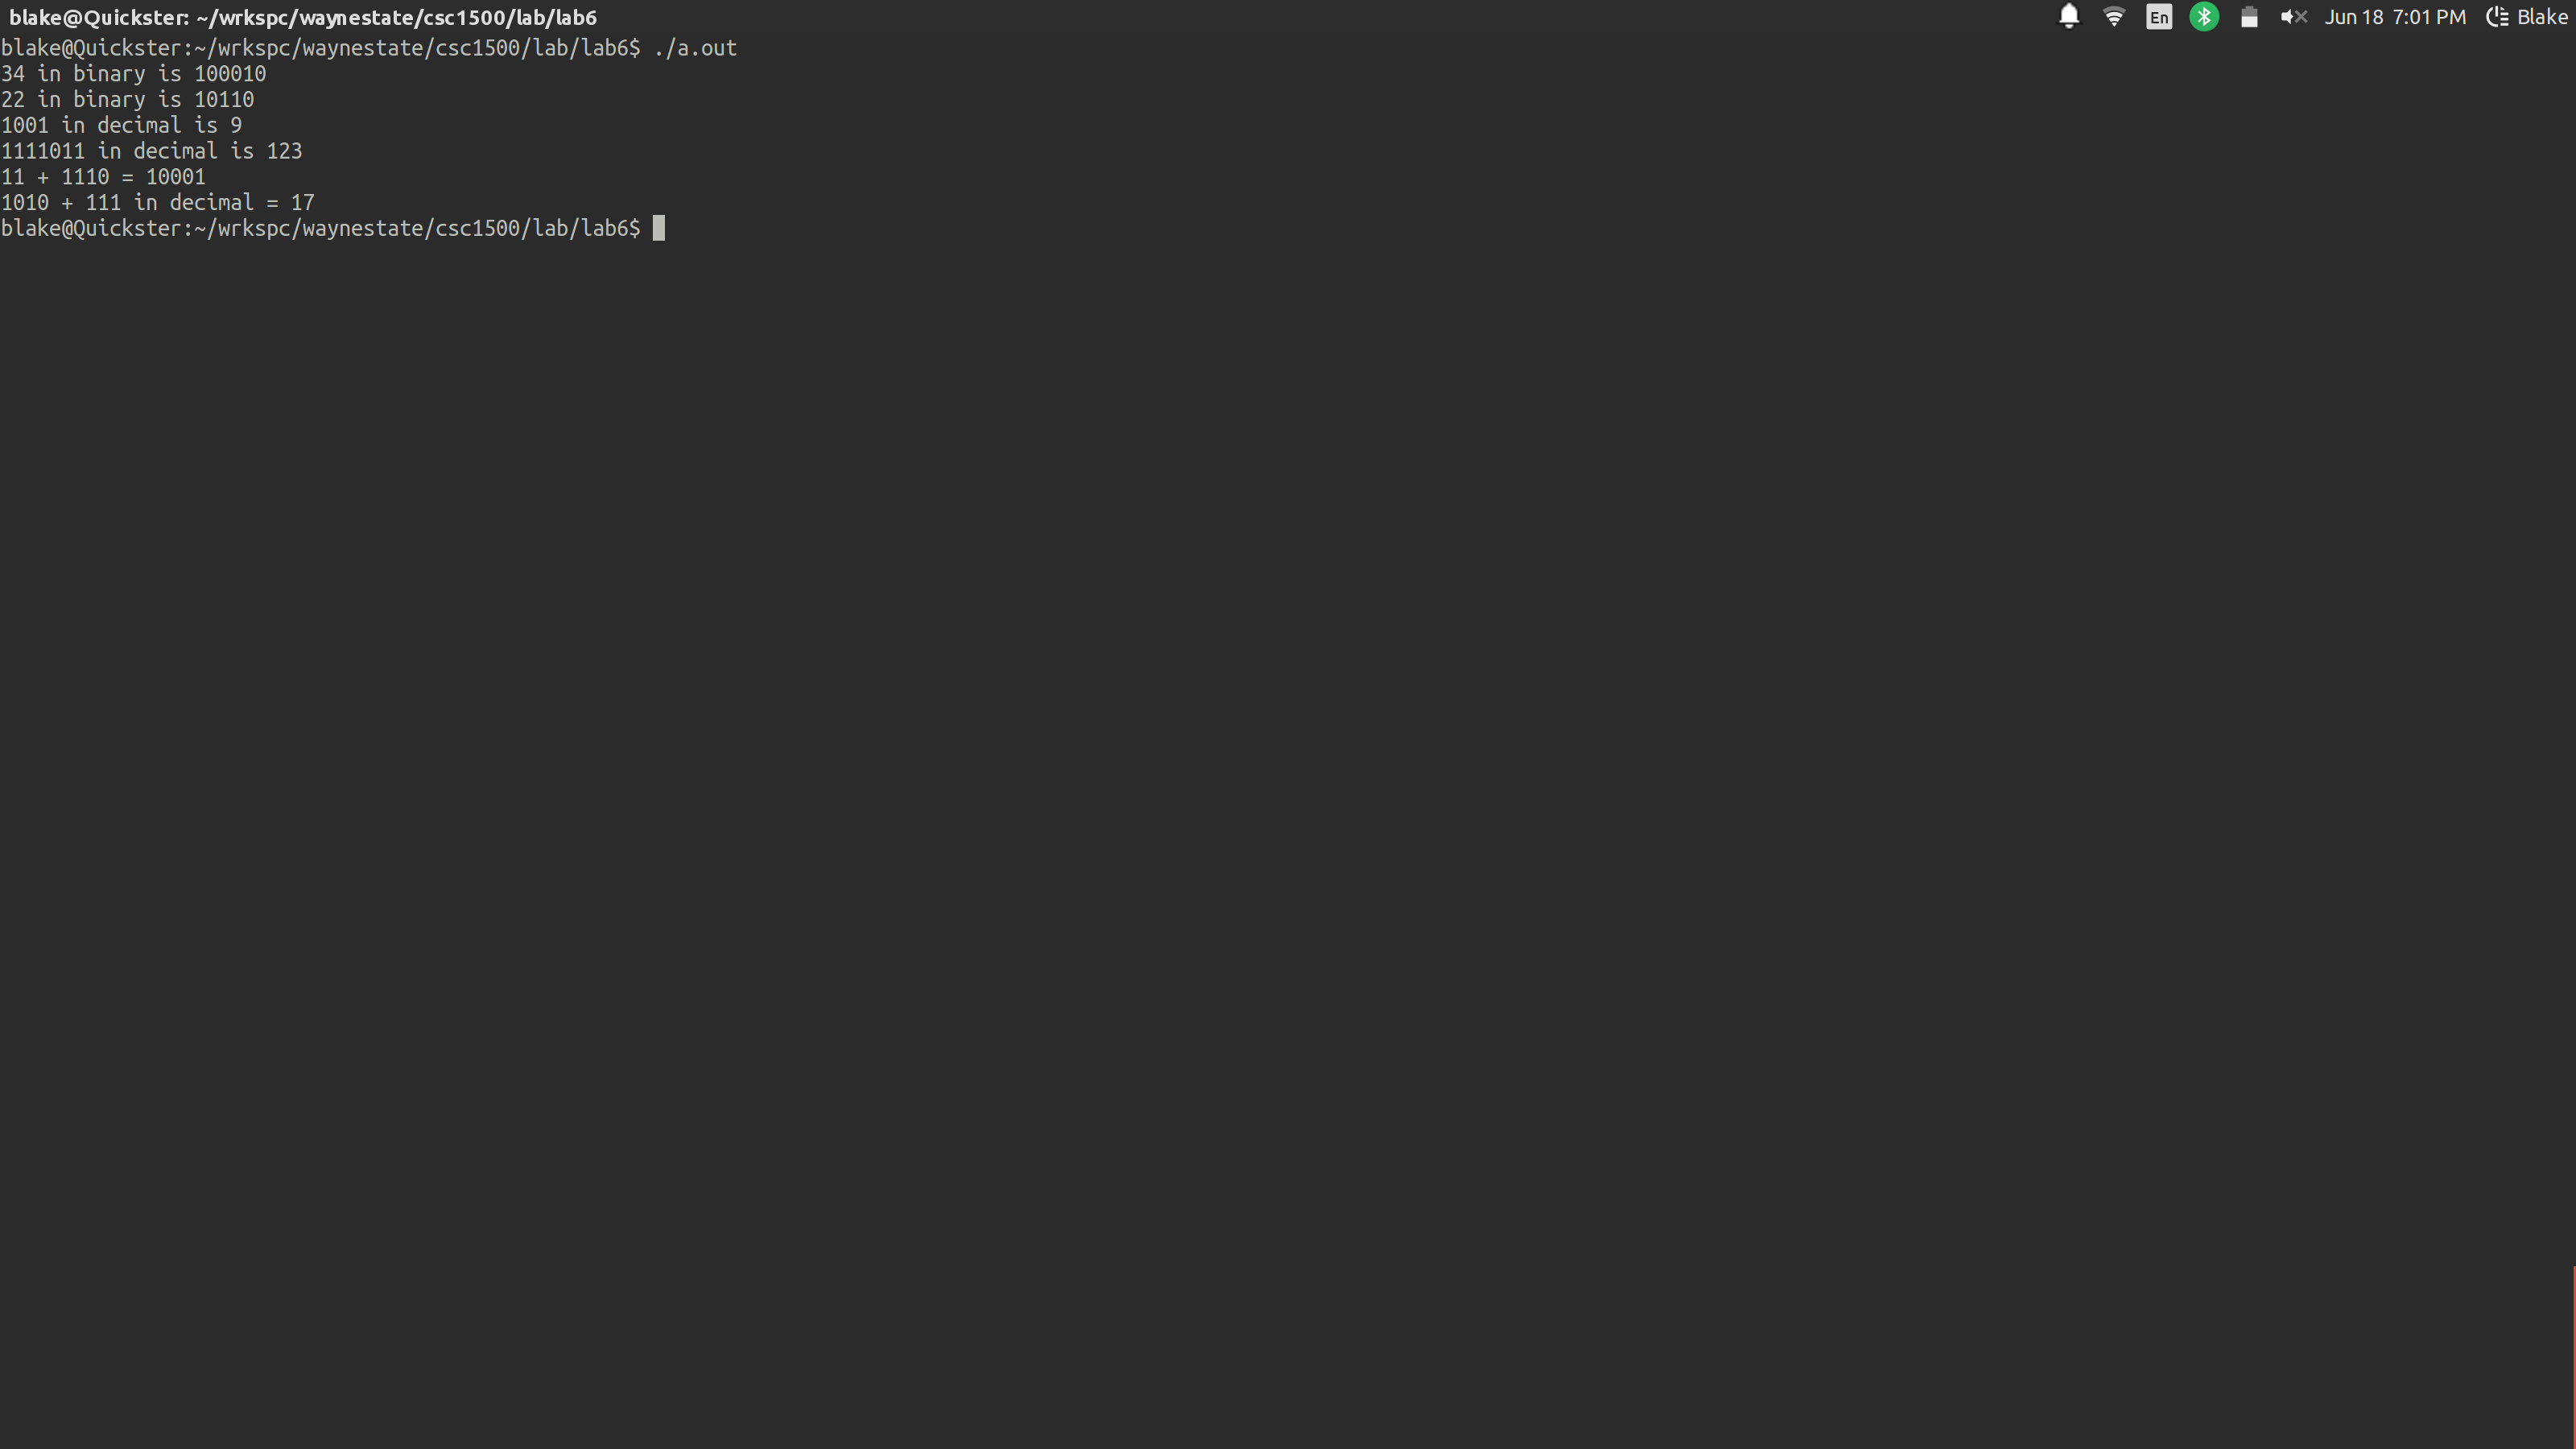 blake@Quickster: ~/wrkspc/waynestate/csc1500/lab/lab6 En Jun 18 7:01 PM Blake
blake@Quickster:~/wrkspc/waynestate/csc1500/lab/lab6$ ./a.out
34 in binary is 100010
22 in binary is 10110
1001 in decimal is 9
1111011 in decimal is 123
11 + 1110 = 10001
1010 + 111 in decimal = 17
blake@Quickster:~/wrkspc/waynestate/csc1500/lab/lab6$